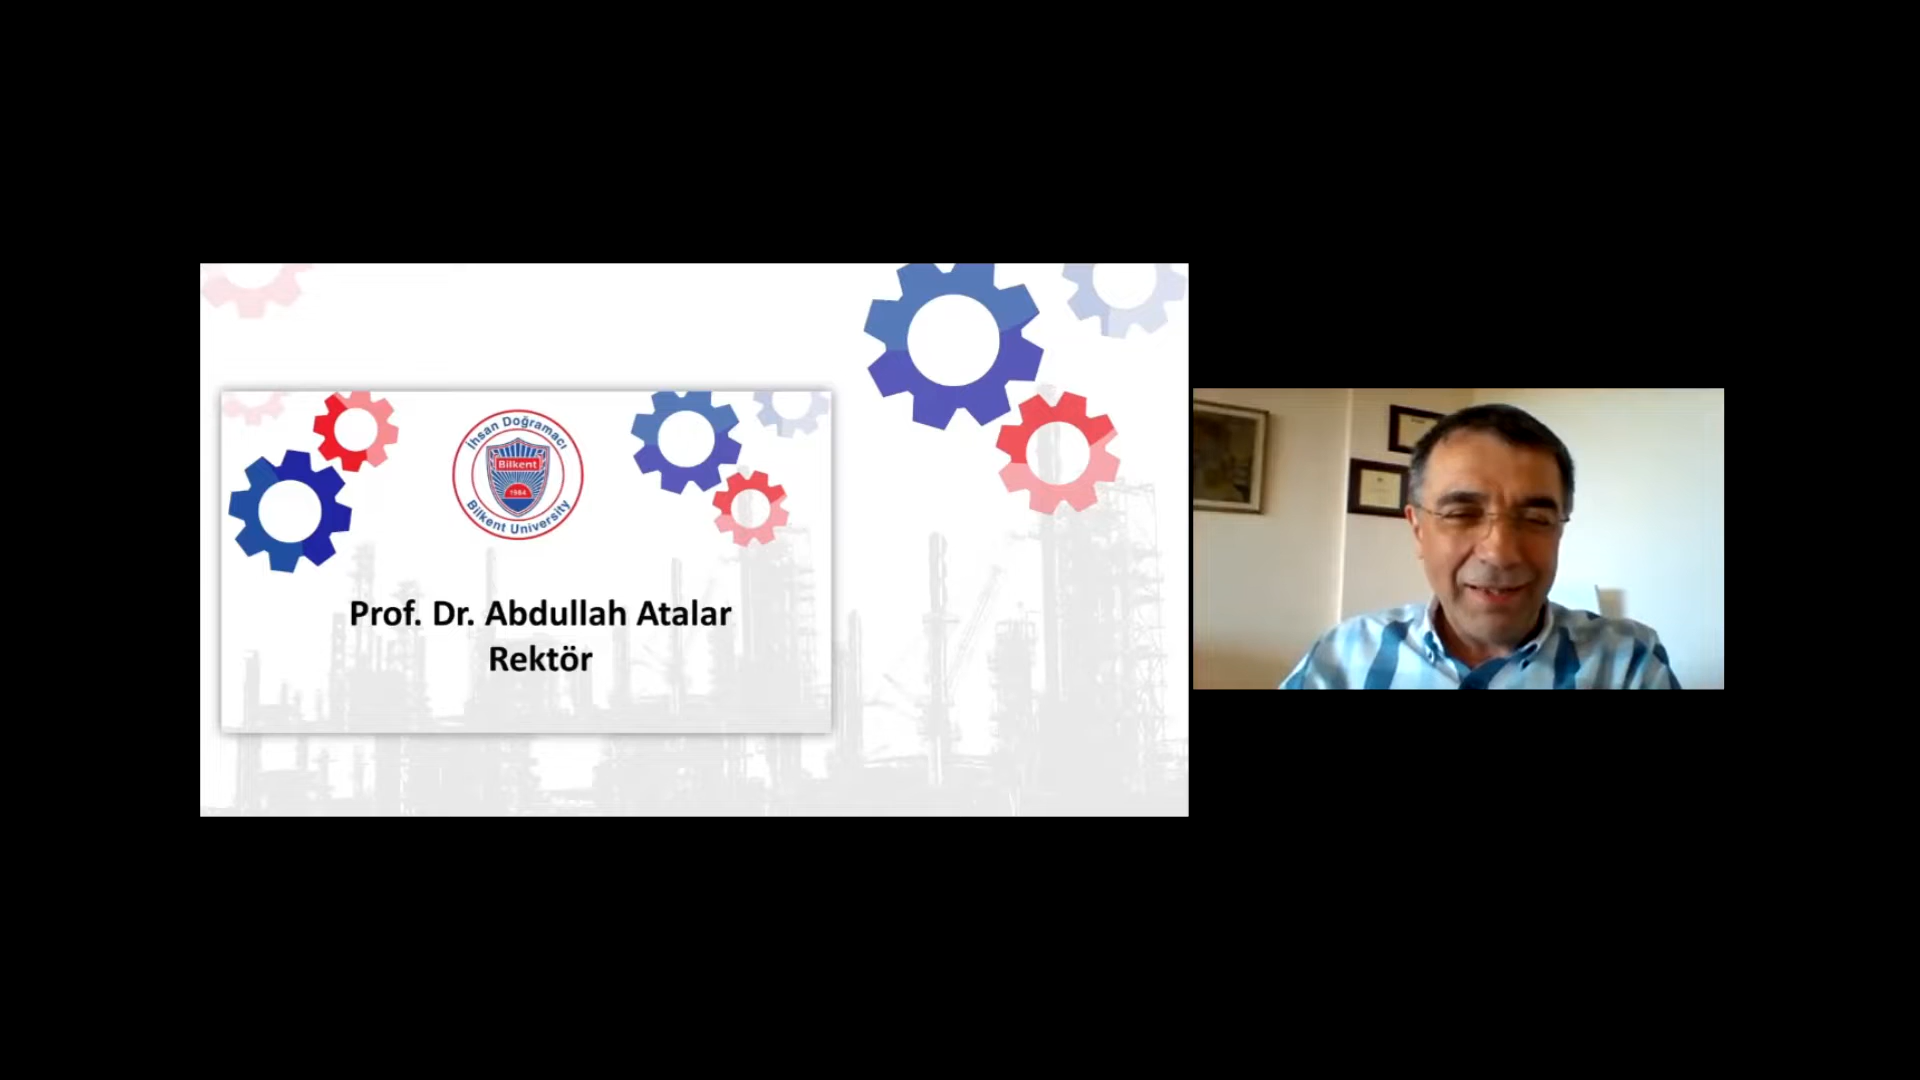 İhsan Doğramacı
Bilkent
1984
Bilkent University
Prof. Dr. Abdullah Atalar
Rektör